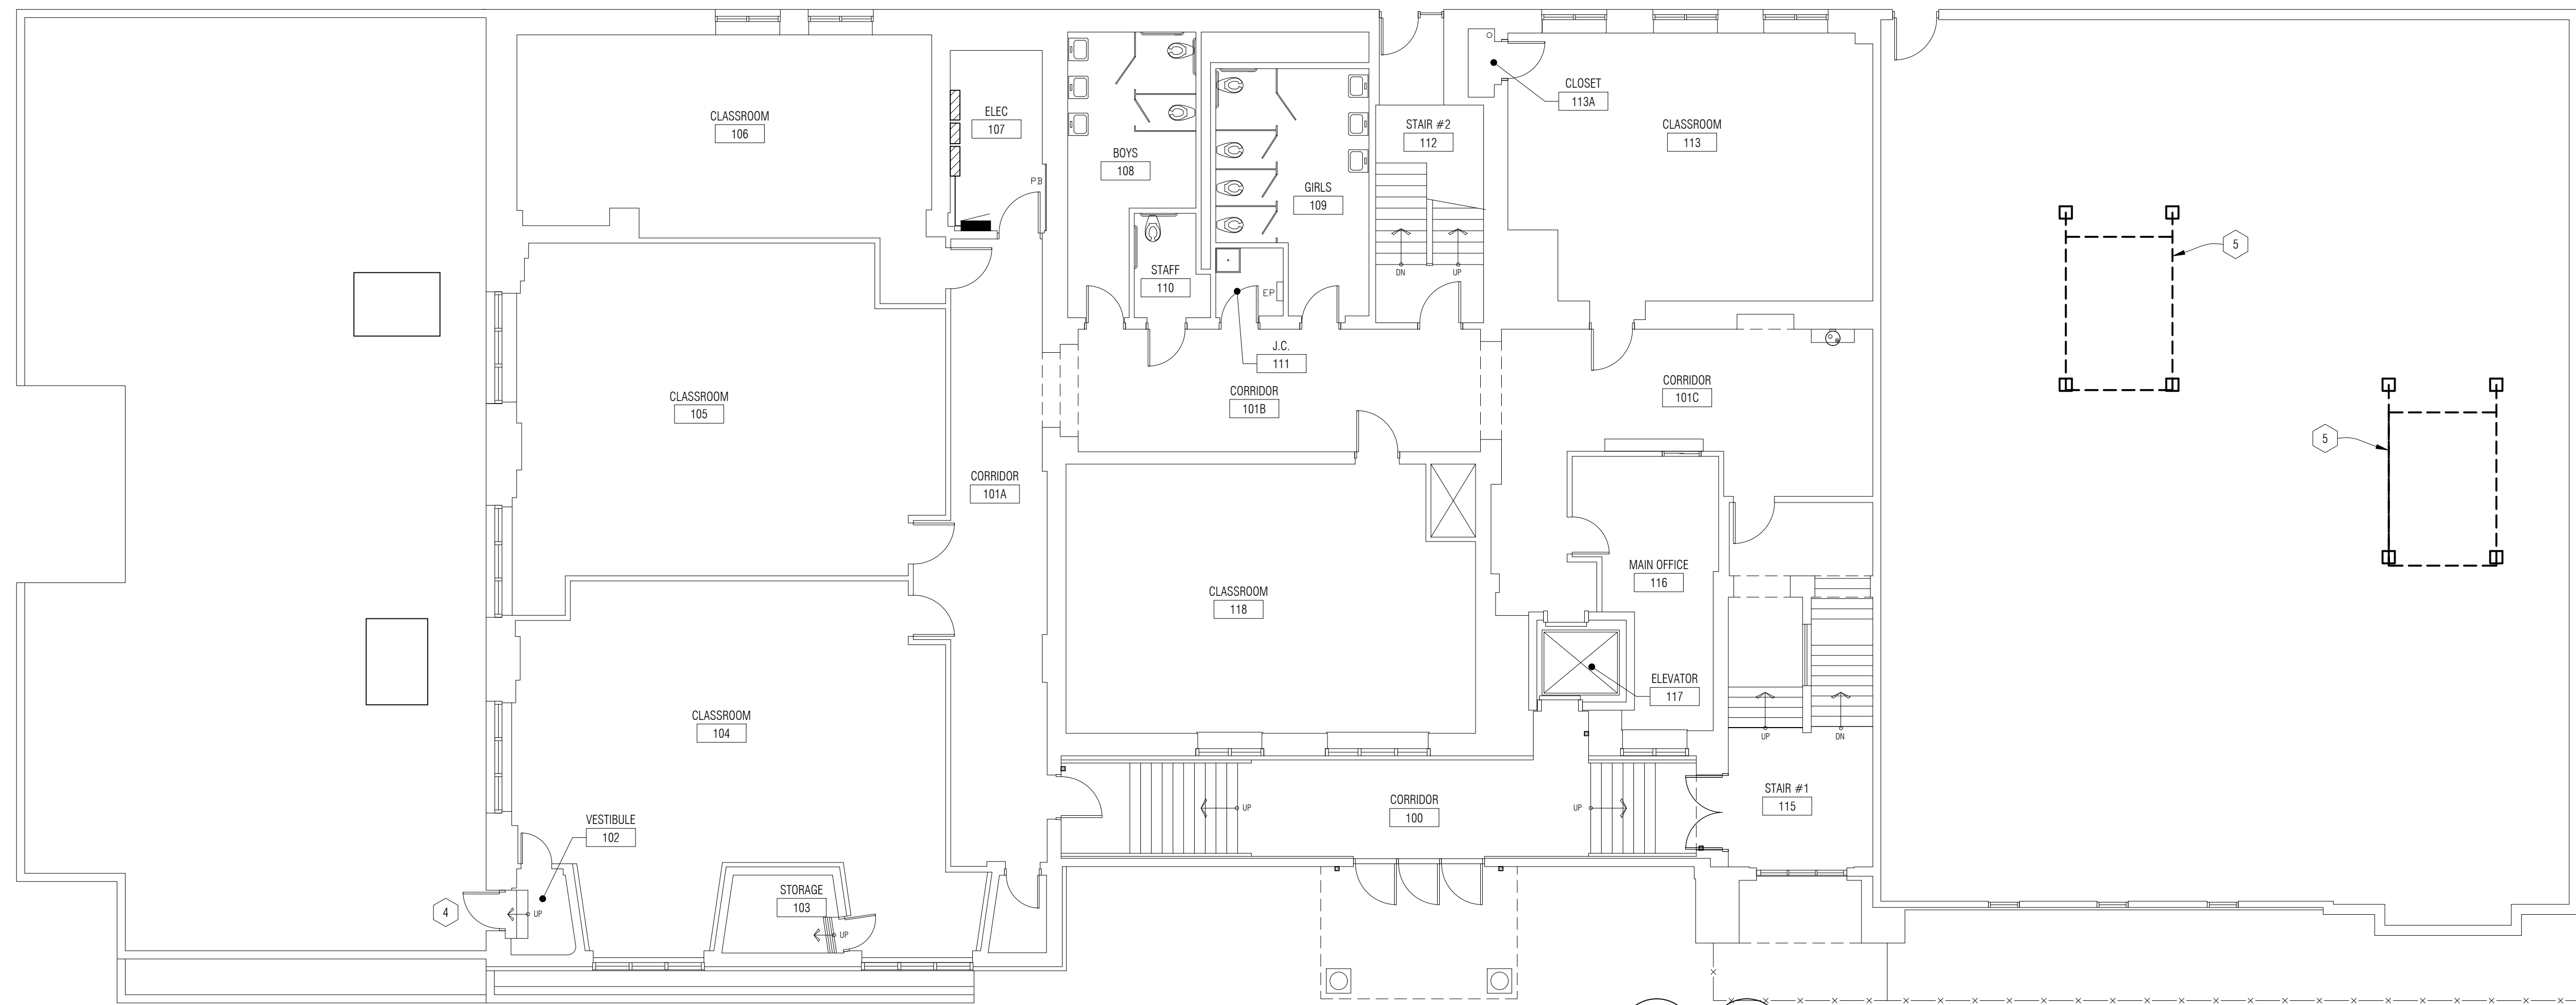 CLASSROOM
106
ELEC
107
PB
BOYS
108
GIRLS
109
STAFF
110
EP
J.C.
111
STAIR #2
112
DN
UP
CLOSET
113A
CLASSROOM
113
5
5
CLASSROOM
105
CORRIDOR
101A
CORRIDOR
101B
CORRIDOR
101C
CLASSROOM
118
MAIN OFFICE
116
ELEVATOR
117
UP
DN
STAIR #1
115
CLASSROOM
104
UP
CORRIDOR
100
UP
VESTIBULE
102
4
UP
STORAGE
103
UP